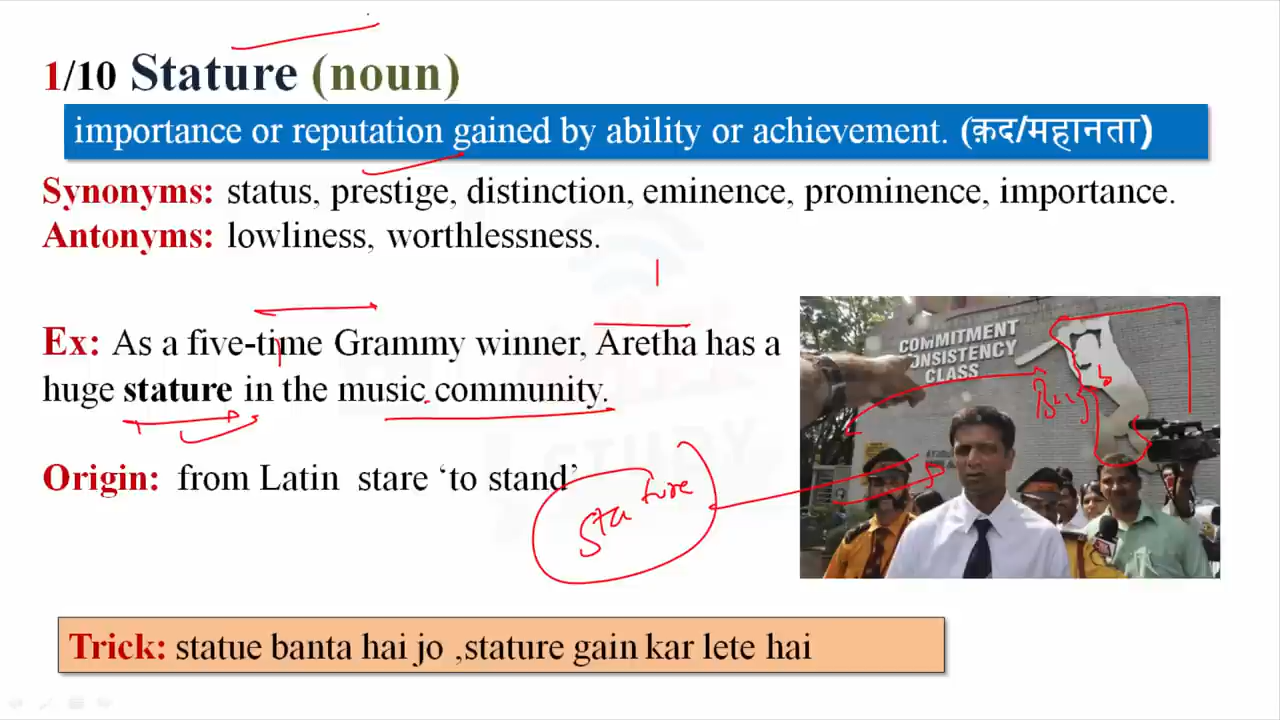 1/10 Stature (noun)
importance or reputation gained by ability or achievement. (क़द/महानता)
Synonyms: status, prestige, distinction, eminence, prominence, importance.
Antonyms: lowliness, worthlessness.
Ex: As a five-time Grammy winner, Aretha has a
huge stature in the music community.
COMMITMENT
CONSISTENCY
CLASS
Origin: from Latin stare ‘to stand’
Stature
Trick: statue banta hai jo ,stature gain kar lete hai